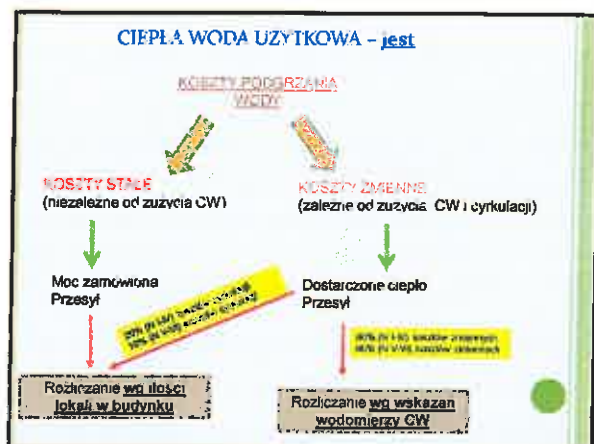 CIEPŁA WODA UŻYTKOWA – jest
KOSZTY PODGRZANIA
WODY
KOSZTY STAŁE
(niezależne od zużycia CW)
KOSZTY ZMIENNE
(zależne od zużycia CW i cyrkulacji)
Moc zamówiona
Przesył
Dostarczone ciepło
Przesył
Rozliczanie wg ilości
lokali w budynku
Rozliczanie wg wskazań
wodomierzy CW